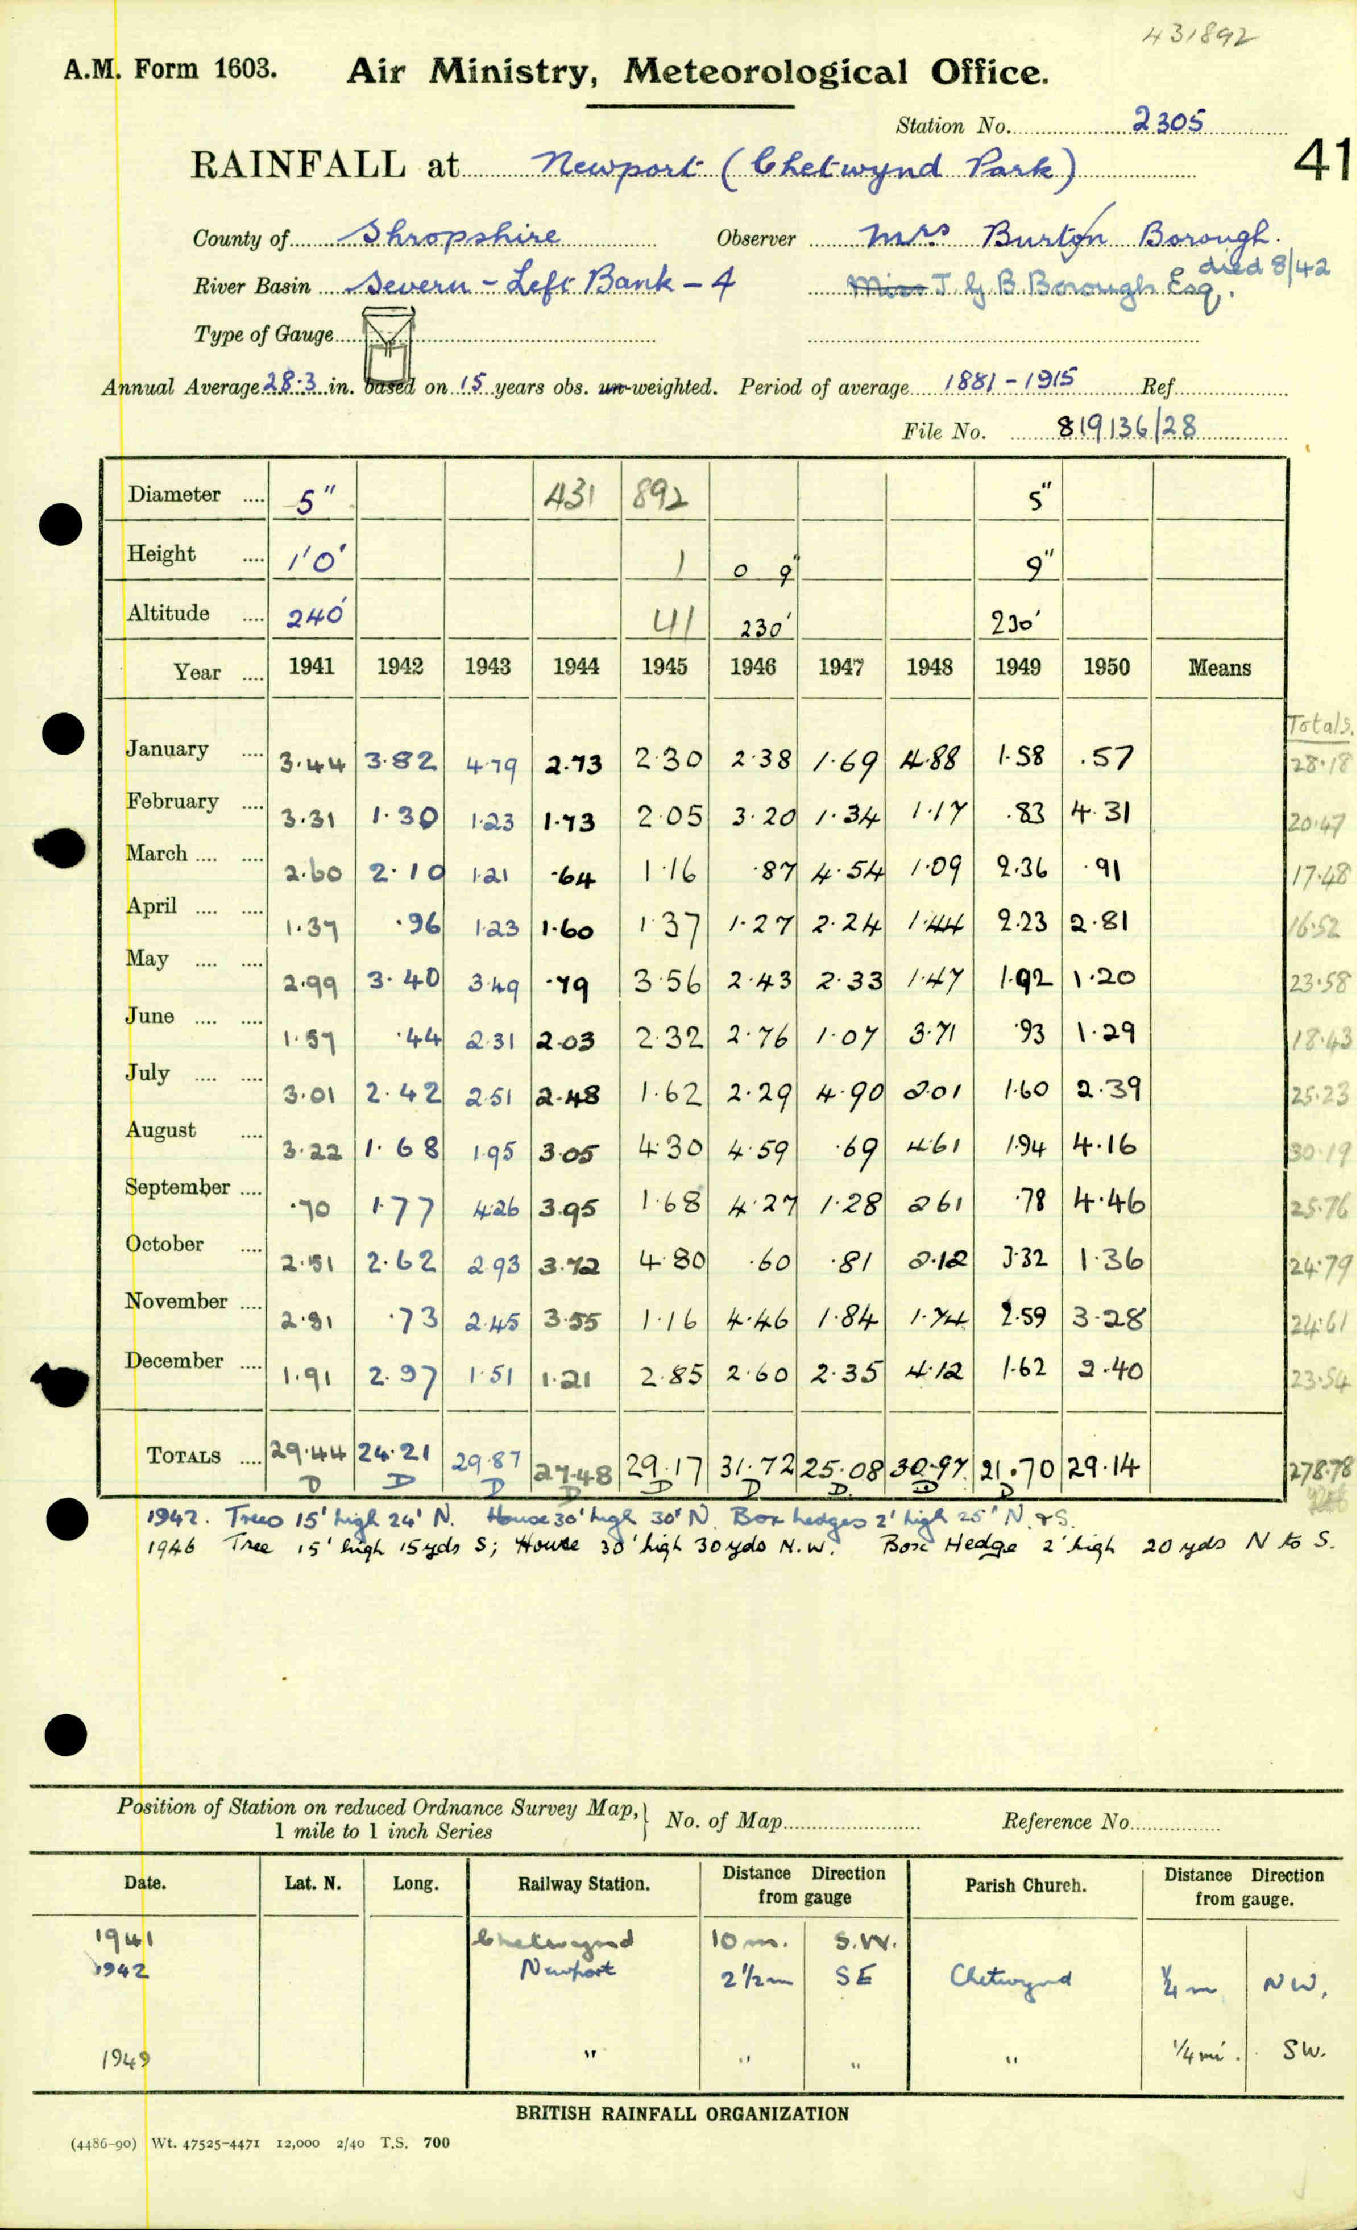 431892
A.M. Form 1603. Air Ministry, Meteorological Office.
Station No. 2305
41
RAINFALL at Newport (Chetwynd Park)
County of Shropshire Observer Mrs Burton Borough.
died 8/42
River Basin Severn - Left Bank - 4 Miss J. G. B. Borough Esq.
Type of Gauge
Annual Average 28.3 in. based on 15 years obs. un-weighted. Period of average 1881-1915 Ref.
File No. 819136/28
Diameter .... 5" 431 892 5"
Height .... 1'0" 1 0 9" 9"
Altitude .... 240' 41 230' 230'
Year .... 1941 1942 1943 1944 1945 1946 1947 1948 1949 1950 Means
Totals.
January .... 3.44 3.82 4.79 2.73 2.30 2.38 1.69 4.88 1.58 .57 28.18
February .... 3.31 1.30 1.23 1.73 2.05 3.20 1.34 1.17 .83 4.31 20.47
March .... .... 2.60 2.10 1.21 .64 1.16 .87 4.54 1.09 2.36 .91 17.48
April .... .... 1.37 .96 1.23 1.60 1.37 1.27 2.24 1.44 2.23 2.81 16.52
May .... .... 2.99 3.40 3.49 .79 3.56 2.43 2.33 1.47 1.92 1.20 23.58
June .... .... 1.57 .44 2.31 2.03 2.32 2.76 1.07 3.71 .93 1.29 18.43
July .... .... 3.01 2.42 2.51 2.48 1.62 2.29 4.90 2.01 1.60 2.39 25.23
August .... 3.22 1.68 1.95 3.05 4.30 4.59 .69 4.61 1.94 4.16 30.19
September .... .70 1.77 4.26 3.95 1.68 4.27 1.28 2.61 .78 4.46 25.76
October .... 2.51 2.62 2.93 3.72 4.80 .60 .81 2.12 3.32 1.36 24.79
November .... 2.81 .73 2.45 3.55 1.16 4.46 1.84 1.74 2.59 3.28 24.61
December .... 1.91 2.97 1.51 1.21 2.85 2.60 2.35 4.12 1.62 2.40 23.54
TOTALS .... 29.44 24.21 29.87 27.48 29.17 31.72 25.08 30.97 21.70 29.14 278.78
D D D D D D D. D D
1942. Trees 15' high 24' N. House 30' high 30' N. Box hedges 2' high 25' N. & S.
1946 Tree 15' high 15yds S; House 30' high 30yds N.W. Box Hedge 2' high 20 yds N to S.
Position of Station on reduced Ordnance Survey Map, } No. of Map Reference No.
1 mile to 1 inch Series
Date. Lat. N. Long. Railway Station. Distance Direction from gauge Parish Church. Distance Direction from gauge.
1941 Chetwynd 10 m. S.W.
1942 Newport 2½m SE Chetwynd ¼ m NW.
1949 " " " " ¼ mi. SW.
BRITISH RAINFALL ORGANIZATION
(4486-90) Wt. 47525-4471 12,000 2/40 T.S. 700